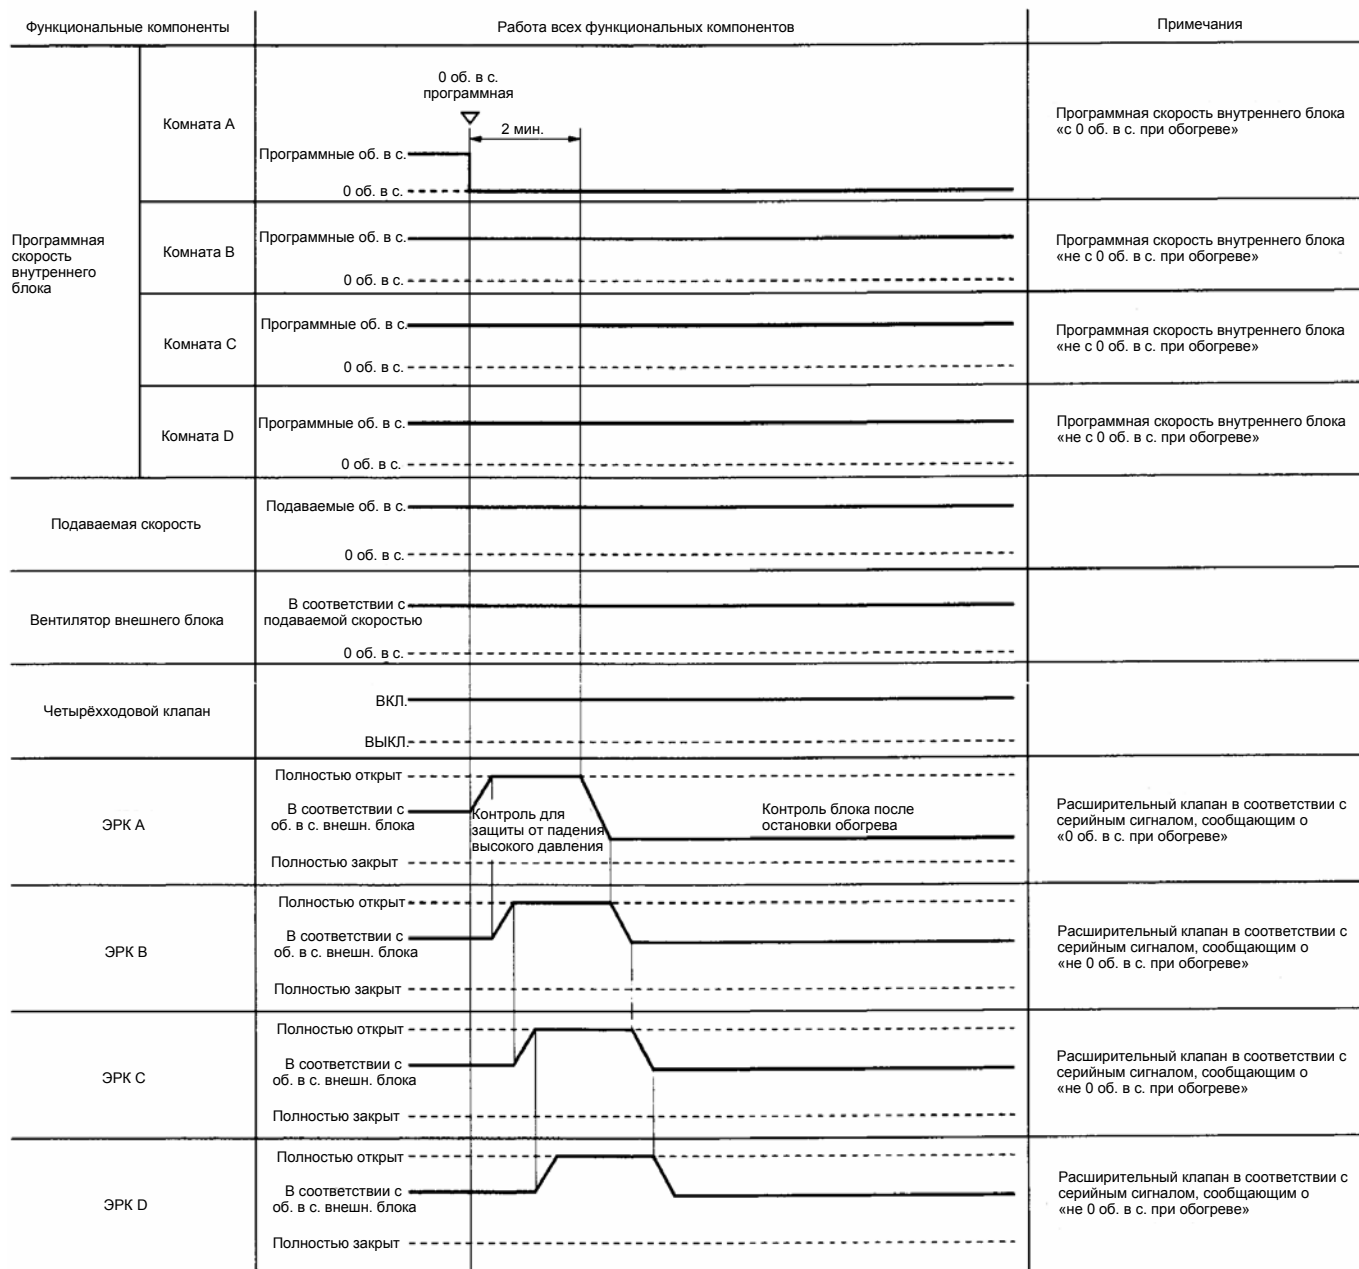 Функциональные компоненты
Работа всех функциональных компонентов
Примечания
Программная
скорость
внутреннего
блока
Комната A
0 об. в с.
программная
2 мин.
Программные об. в с.
0 об. в с.
Программная скорость внутреннего блока
«с 0 об. в с. при обогреве»
Комната B
Программные об. в с.
0 об. в с.
Программная скорость внутреннего блока
«не с 0 об. в с. при обогреве»
Комната C
Программные об. в с.
0 об. в с.
Программная скорость внутреннего блока
«не с 0 об. в с. при обогреве»
Комната D
Программные об. в с.
0 об. в с.
Программная скорость внутреннего блока
«не с 0 об. в с. при обогреве»
Подаваемая скорость
Подаваемые об. в с.
0 об. в с.
Вентилятор внешнего блока
В соответствии с
подаваемой скоростью
0 об. в с.
Четырёхходовой клапан
ВКЛ.
ВЫКЛ.
ЭРК A
Полностью открыт
В соответствии с
об. в с. внешн. блока
Полностью закрыт
Контроль для
защиты от падения
высокого давления
Контроль блока после
остановки обогрева
Расширительный клапан в соответствии с
серийным сигналом, сообщающим о
«0 об. в с. при обогреве»
ЭРК B
Полностью открыт
В соответствии с
об. в с. внешн. блока
Полностью закрыт
Расширительный клапан в соответствии с
серийным сигналом, сообщающим о
«не 0 об. в с. при обогреве»
ЭРК C
Полностью открыт
В соответствии с
об. в с. внешн. блока
Полностью закрыт
Расширительный клапан в соответствии с
серийным сигналом, сообщающим о
«не 0 об. в с. при обогреве»
ЭРК D
Полностью открыт
В соответствии с
об. в с. внешн. блока
Полностью закрыт
Расширительный клапан в соответствии с
серийным сигналом, сообщающим о
«не 0 об. в с. при обогреве»